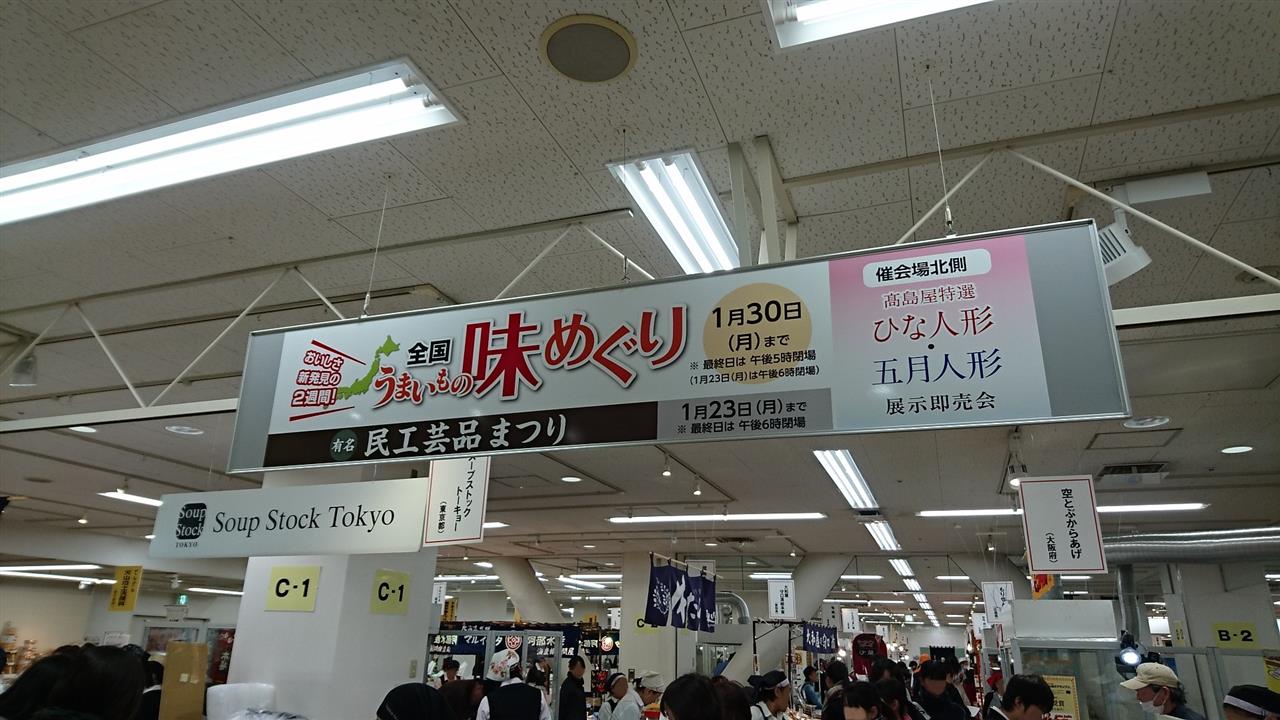 おいしさ
新発見の
2週間!
全国
うまいもの味めぐり
1月30日
(月)まで
※ 最終日は 午後5時閉場
(1月23日(月)は午後6時閉場)
有名 民工芸品まつり
1月23日(月)まで
※ 最終日は 午後6時閉場
催会場北側
髙島屋特選
ひな人形
・
五月人形
展示即売会
Soup
Stock
TOKYO
Soup Stock Tokyo
スープストック
トーキョー
(東京都)
空とぶからあげ
(大阪府)
C-1
C-1
B-2